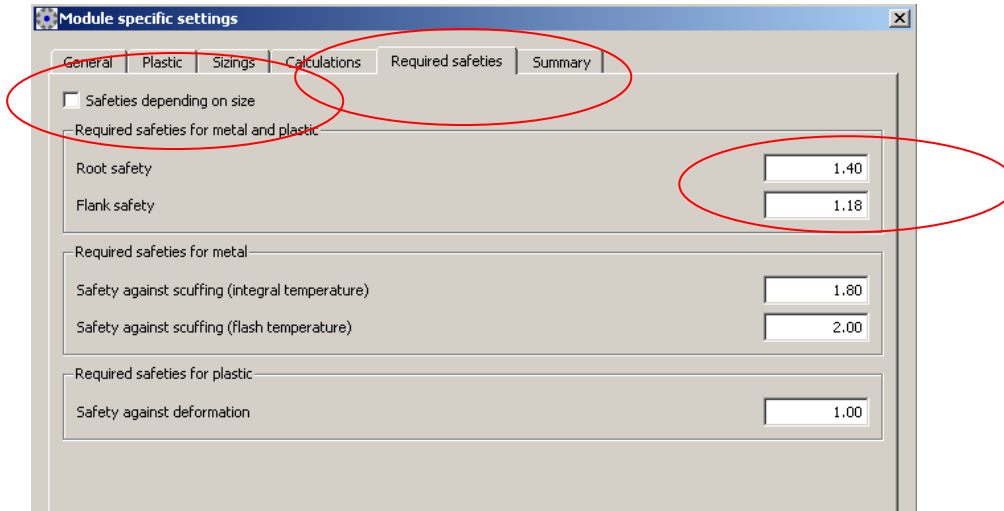 Module specific settings
General Plastic Sizings Calculations Required safeties Summary
Safeties depending on size
Required safeties for metal and plastic
Root safety 1.40
Flank safety 1.18
Required safeties for metal
Safety against scuffing (integral temperature) 1.80
Safety against scuffing (flash temperature) 2.00
Required safeties for plastic
Safety against deformation 1.00